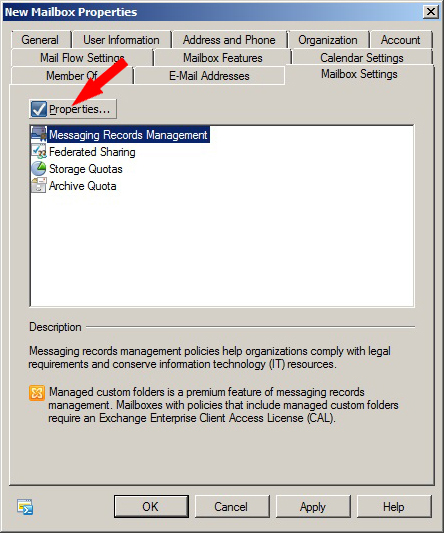 New Mailbox Properties
General User Information Address and Phone Organization Account
Mail Flow Settings Mailbox Features Calendar Settings
Member Of E-Mail Addresses Mailbox Settings
Properties...
Messaging Records Management
Federated Sharing
Storage Quotas
Archive Quota
Description
Messaging records management policies help organizations comply with legal
requirements and conserve information technology (IT) resources.
Managed custom folders is a premium feature of messaging records
management. Mailboxes with policies that include managed custom folders
require an Exchange Enterprise Client Access License (CAL).
OK Cancel Apply Help